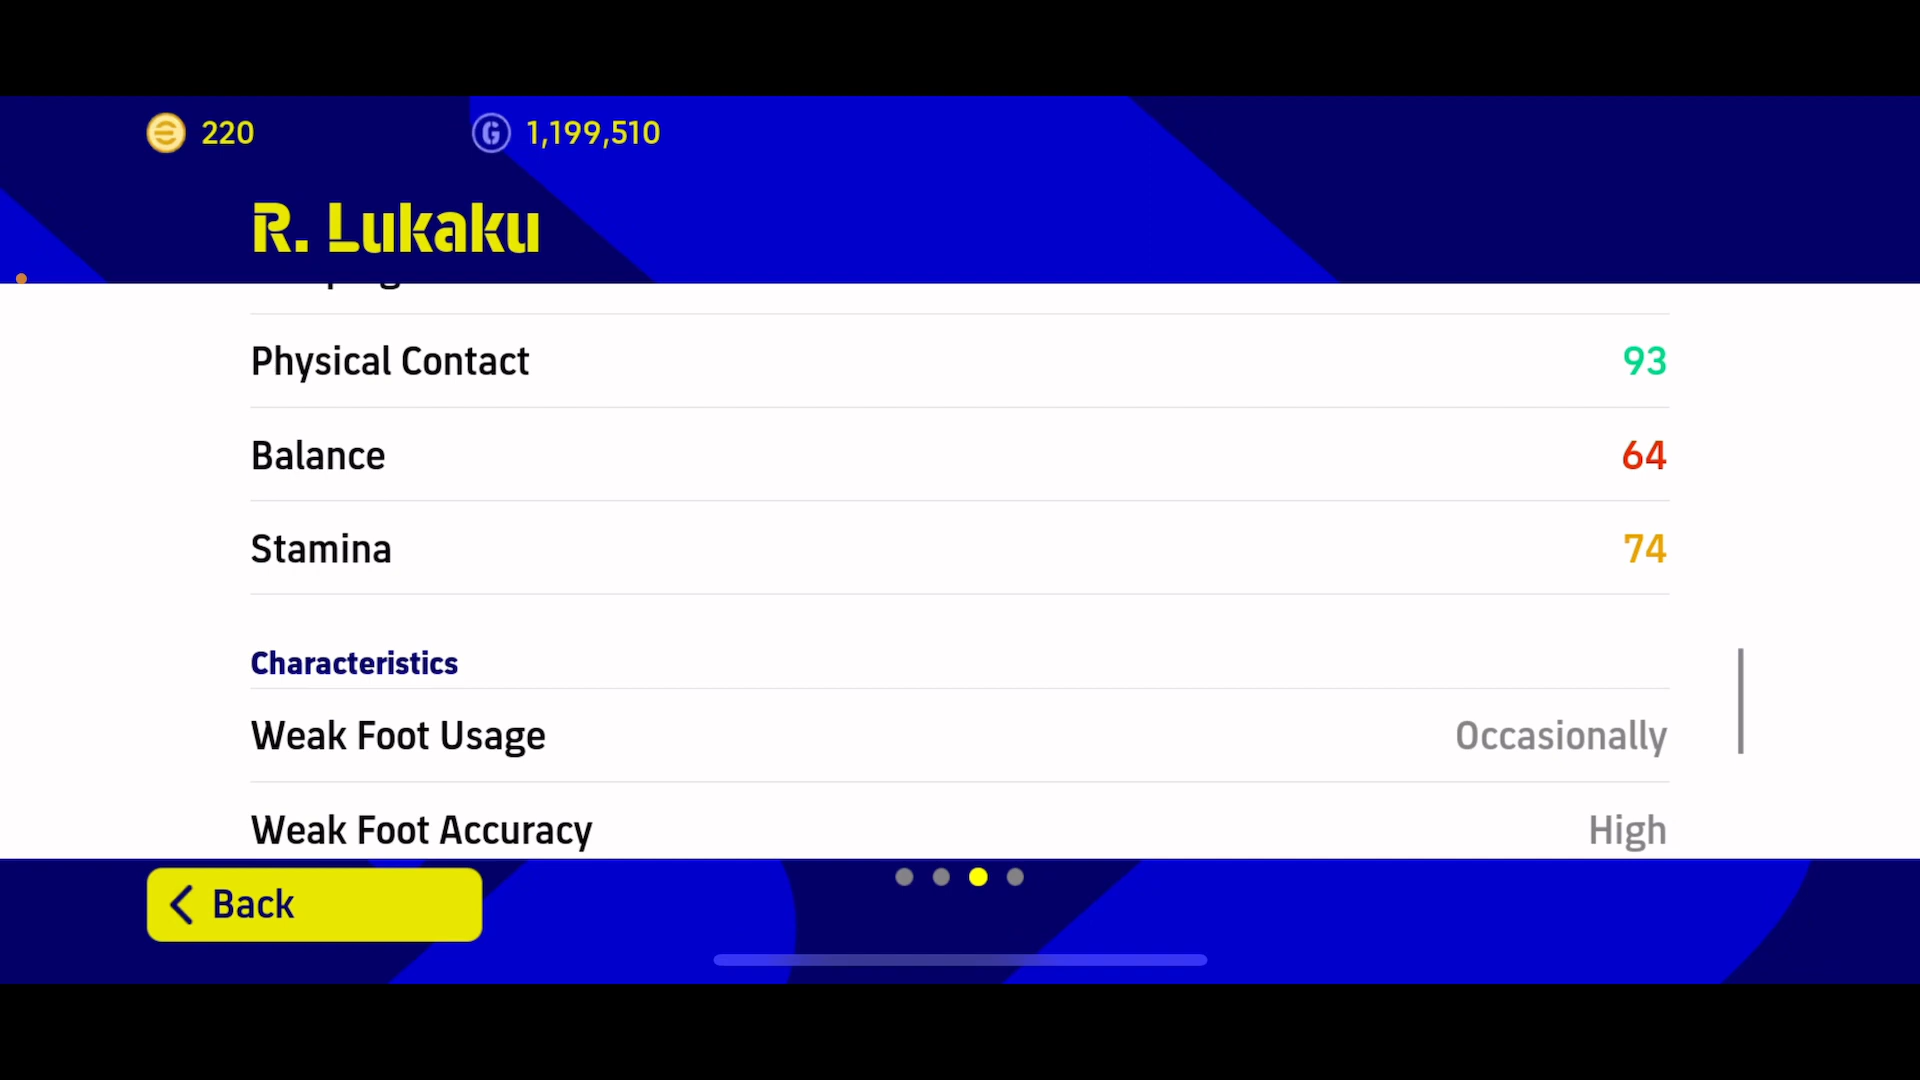 220
1,199,510
R. Lukaku
Physical Contact 93
Balance 64
Stamina 74
Characteristics
Weak Foot Usage Occasionally
Weak Foot Accuracy High
Back